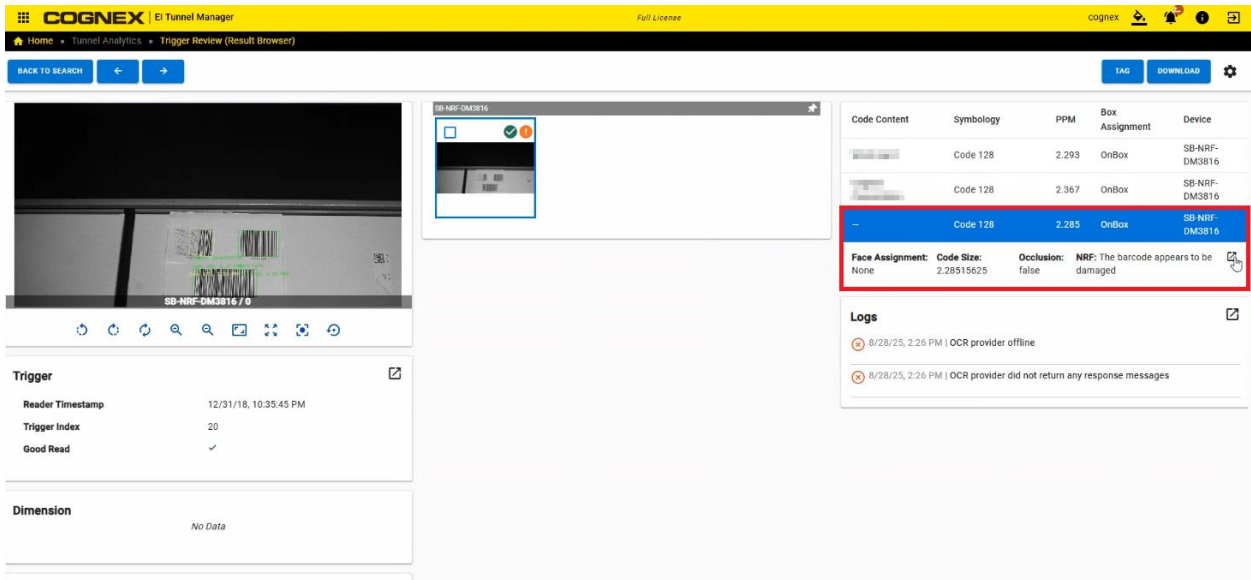 COGNEX | EI Tunnel Manager
Full License
cognex
Home » Tunnel Analytics » Trigger Review (Result Browser)
BACK TO SEARCH
TAG
DOWNLOAD
SB-NRF-DM3816 / 0
Trigger
Reader Timestamp 12/31/18, 10:35:45 PM
Trigger Index 20
Good Read
Dimension
No Data
SB-NRF-DM3816
Code Content Symbology PPM Box Assignment Device
Code 128 2.293 OnBox SB-NRF-DM3816
Code 128 2.367 OnBox SB-NRF-DM3816
— Code 128 2.285 OnBox SB-NRF-DM3816
Face Assignment: None
Code Size: 2.28515625
Occlusion: false
NRF: The barcode appears to be damaged
Logs
8/28/25, 2:26 PM | OCR provider offline
8/28/25, 2:26 PM | OCR provider did not return any response messages